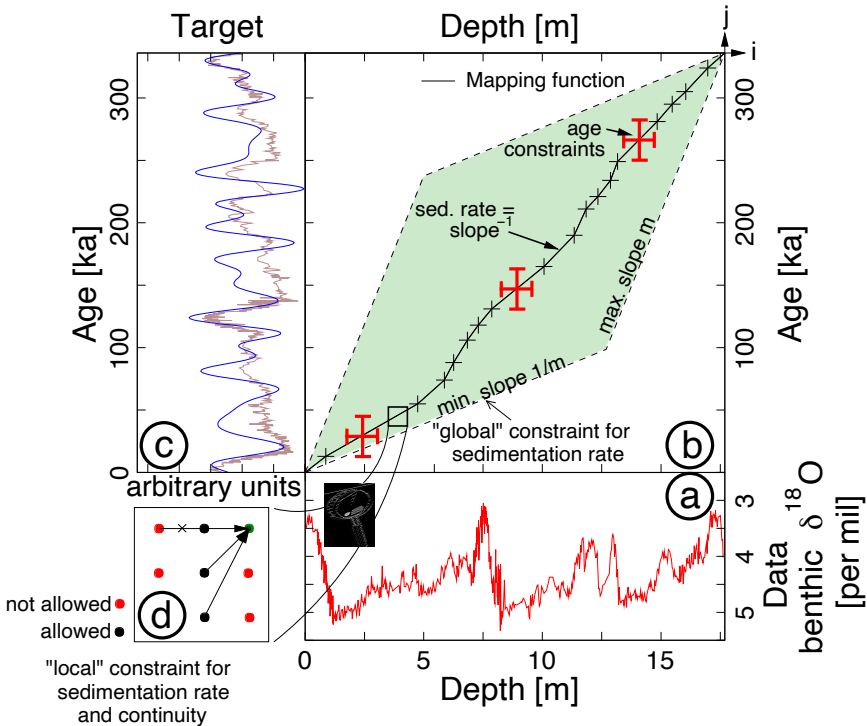 Target
Depth [m]
j
i
Mapping function
age
constraints
sed. rate =
slope⁻¹
max. slope m
min. slope 1/m
"global" constraint for
sedimentation rate
Age [ka]
0
100
200
300
Age [ka]
0
100
200
300
c
b
a
arbitrary units
d
not allowed
allowed
"local" constraint for
sedimentation rate
and continuity
3
4
5
Data
benthic δ¹⁸O
[per mil]
0 5 10 15
Depth [m]